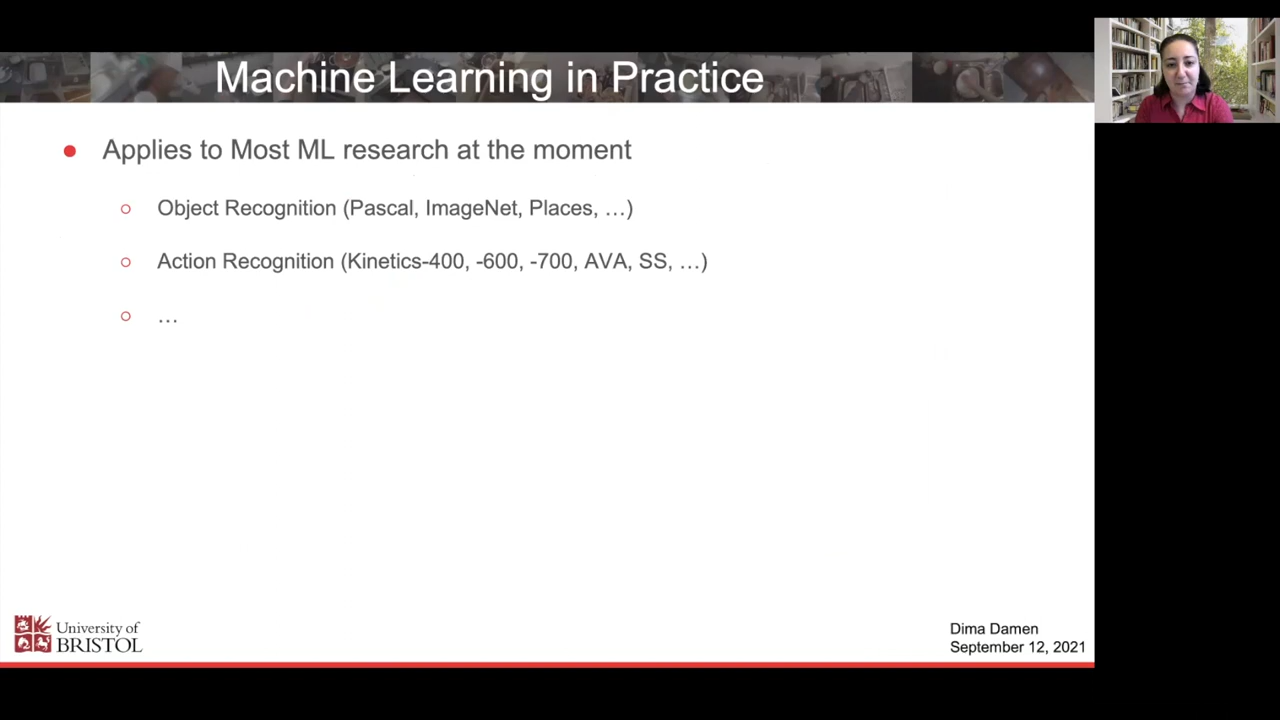 Machine Learning in Practice
● Applies to Most ML research at the moment
○ Object Recognition (Pascal, ImageNet, Places, …)
○ Action Recognition (Kinetics-400, -600, -700, AVA, SS, …)
○ …
University of
BRISTOL
Dima Damen
September 12, 2021